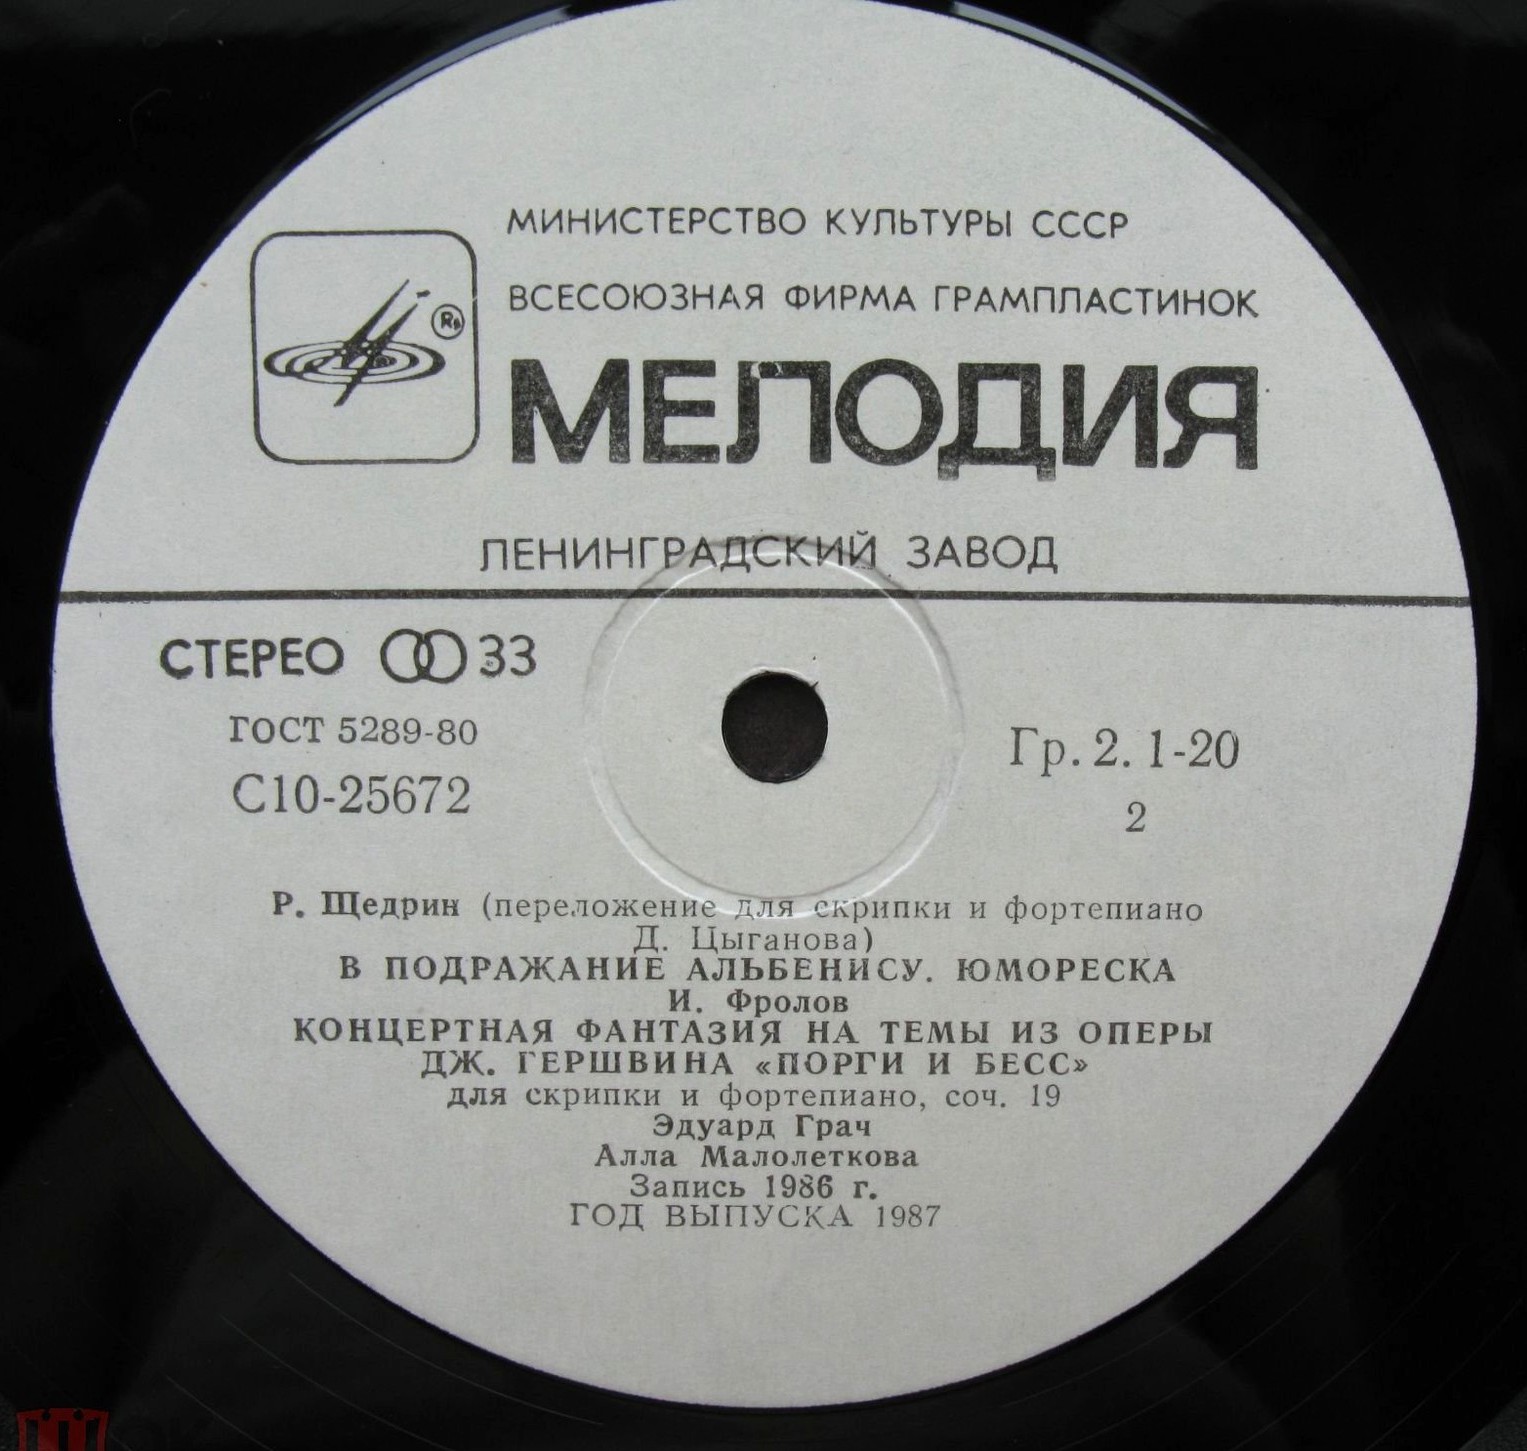 МИНИСТЕРСТВО КУЛЬТУРЫ СССР
ВСЕСОЮЗНАЯ ФИРМА ГРАМПЛАСТИНОК
МЕЛОДИЯ
ЛЕНИНГРАДСКИЙ ЗАВОД
СТЕРЕО 33
ГОСТ 5289-80
С10-25672
Гр. 2. 1-20
2
Р. Щедрин (переложение для скрипки и фортепиано
Д. Цыганова)
В ПОДРАЖАНИЕ АЛЬБЕНИСУ. ЮМОРЕСКА
И. Фролов
КОНЦЕРТНАЯ ФАНТАЗИЯ НА ТЕМЫ ИЗ ОПЕРЫ
ДЖ. ГЕРШВИНА «ПОРГИ И БЕСС»
для скрипки и фортепиано, соч. 19
Эдуард Грач
Алла Малолеткова
Запись 1986 г.
ГОД ВЫПУСКА 1987